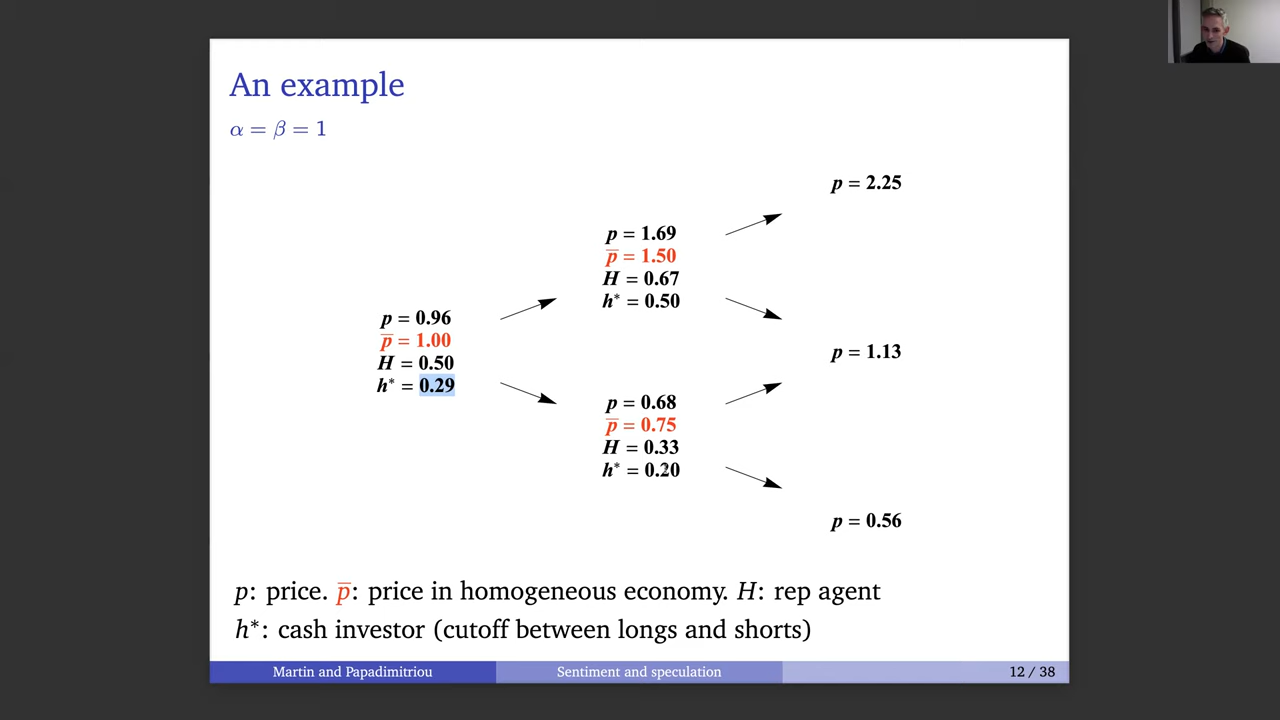 An example
α = β = 1
p = 2.25
p = 1.69
p̅ = 1.50
H = 0.67
h* = 0.50
p = 0.96
p̅ = 1.00
H = 0.50
h* = 0.29
p = 1.13
p = 0.68
p̅ = 0.75
H = 0.33
h* = 0.20
p = 0.56
p: price. p̅: price in homogeneous economy. H: rep agent
h*: cash investor (cutoff between longs and shorts)
Martin and Papadimitriou Sentiment and speculation 12 / 38